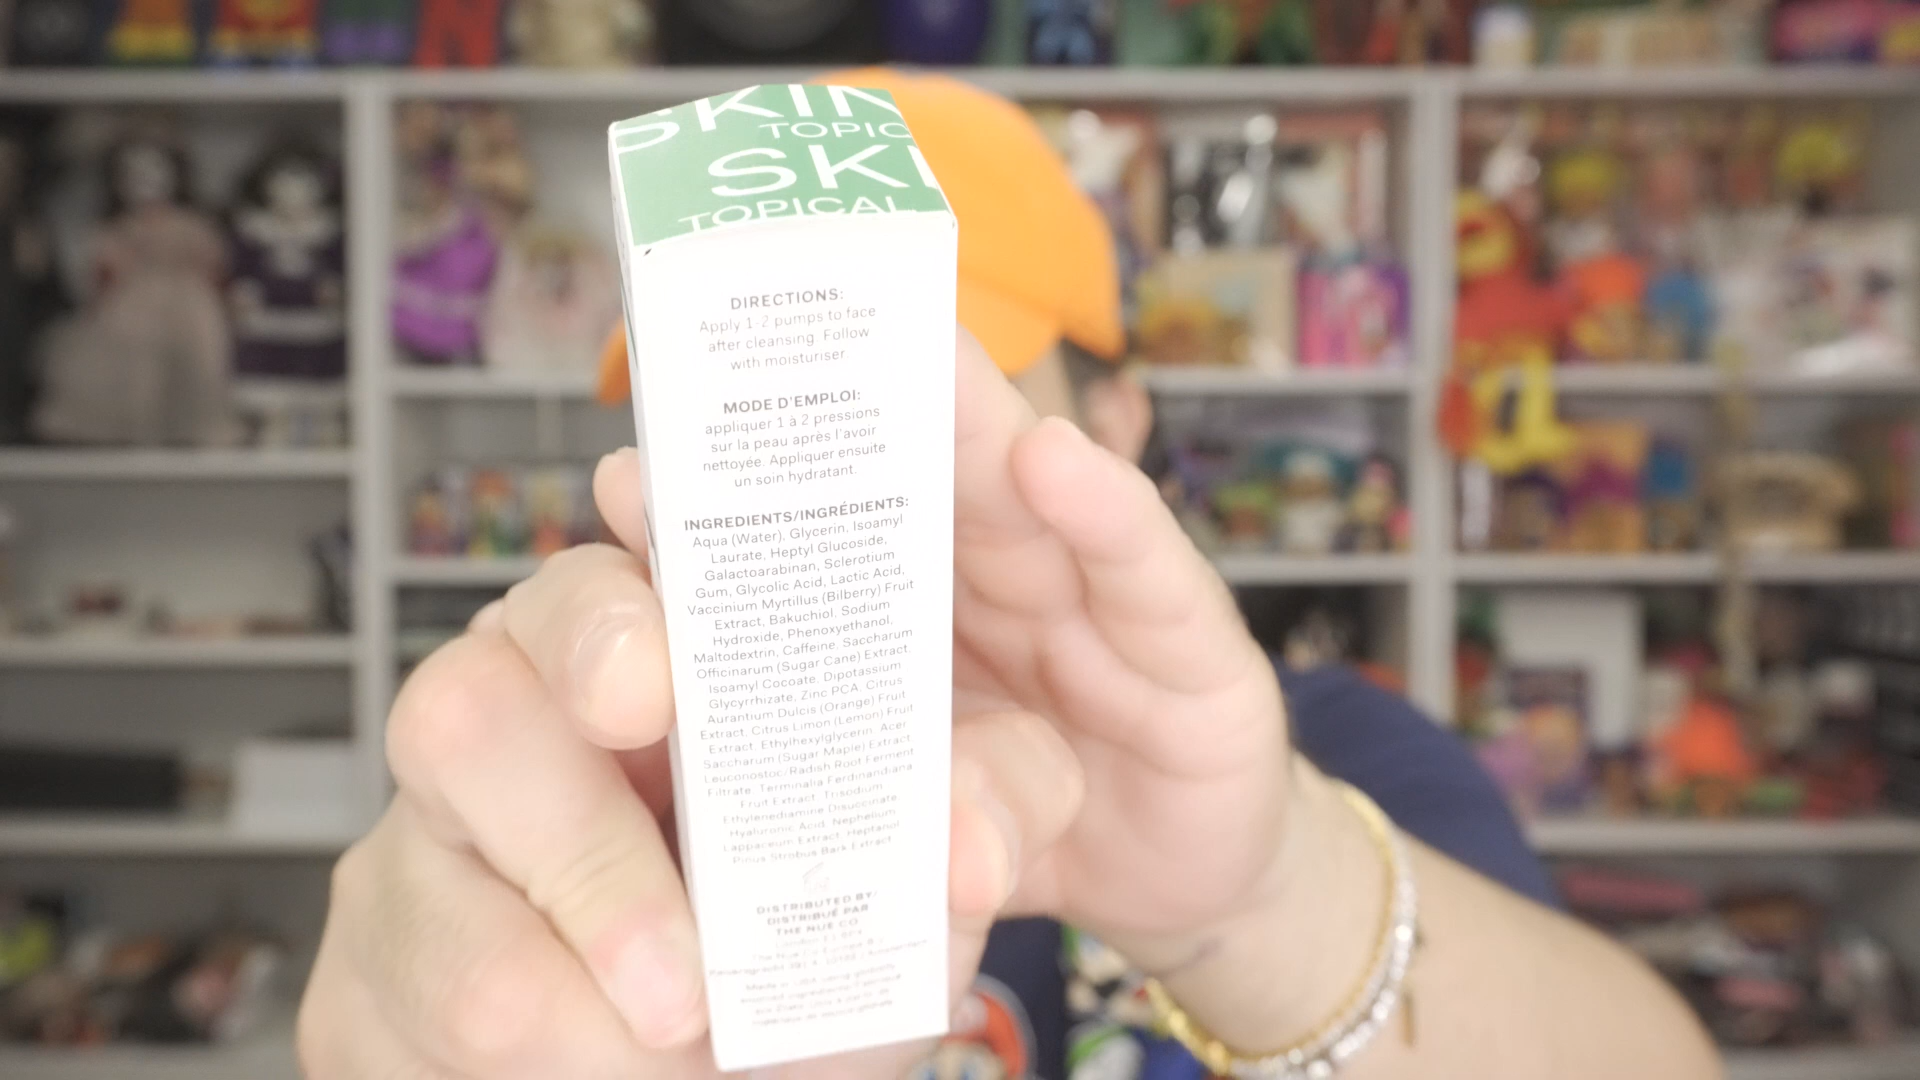 SKIN
TOPIC
SKI
TOPICAL
DIRECTIONS:
Apply 1-2 pumps to face
after cleansing. Follow
with moisturiser
MODE D'EMPLOI:
appliquer 1 à 2 pressions
sur la peau après l'avoir
nettoyée. Appliquer ensuite
un soin hydratant.
INGREDIENTS/INGRÉDIENTS:
Aqua (Water), Glycerin, Isoamyl
Laurate, Heptyl Glucoside,
Galactoarabinan, Sclerotium
Gum, Glycolic Acid, Lactic Acid,
Vaccinium Myrtillus (Bilberry) Fruit
Extract, Bakuchiol, Sodium
Hydroxide, Phenoxyethanol,
Maltodextrin, Caffeine, Saccharum
Officinarum (Sugar Cane) Extract,
Isoamyl Cocoate, Dipotassium
Glycyrrhizate, Zinc PCA, Citrus
Aurantium Dulcis (Orange) Fruit
Extract, Citrus Limon (Lemon) Fruit
Extract, Ethylhexylglycerin, Acer
Saccharum (Sugar Maple) Extract,
Leuconostoc/Radish Root Ferment
Filtrate, Terminalia Ferdinandiana
Fruit Extract, Trisodium
Ethylenediamine Disuccinate,
Hyaluronic Acid, Nephelium
Lappaceum Extract, Heptanol,
Pinus Strobus Bark Extract
DISTRIBUTED BY/
DISTRIBUÉ PAR
THE NUE CO.
London